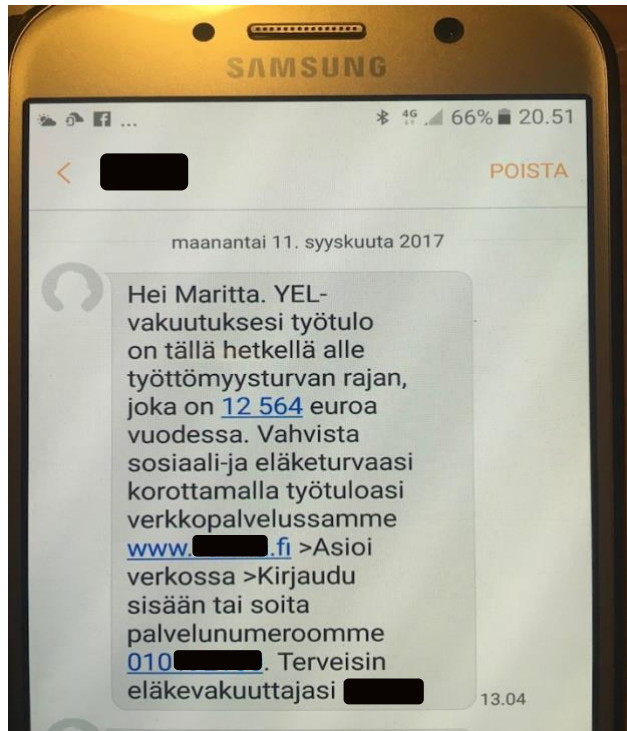 SAMSUNG
... 4G 66% 20.51
< POISTA
maanantai 11. syyskuuta 2017
Hei Maritta. YEL-
vakuutuksesi työtulo
on tällä hetkellä alle
työttömyysturvan rajan,
joka on 12 564 euroa
vuodessa. Vahvista
sosiaali-ja eläketurvaasi
korottamalla työtuloasi
verkkopalvelussamme
www. .fi >Asioi
verkossa >Kirjaudu
sisään tai soita
palvelunumeroomme
010 . Terveisin
eläkevakuuttajasi
13.04